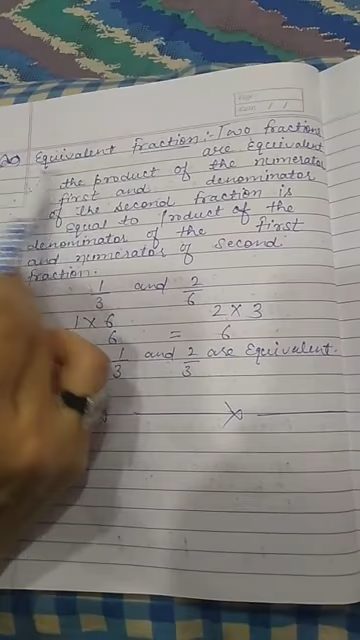 Equivalent fraction:- Two fractions
are Equivalent
the product of the numerator
first and denominator
of the second fraction is
equal to Product of the
denominator of the first
and numerator of second
fraction.
1/3 and 2/6
1 × 6 2 × 3
6 = 6
1/3 and 2/3 are Equivalent.